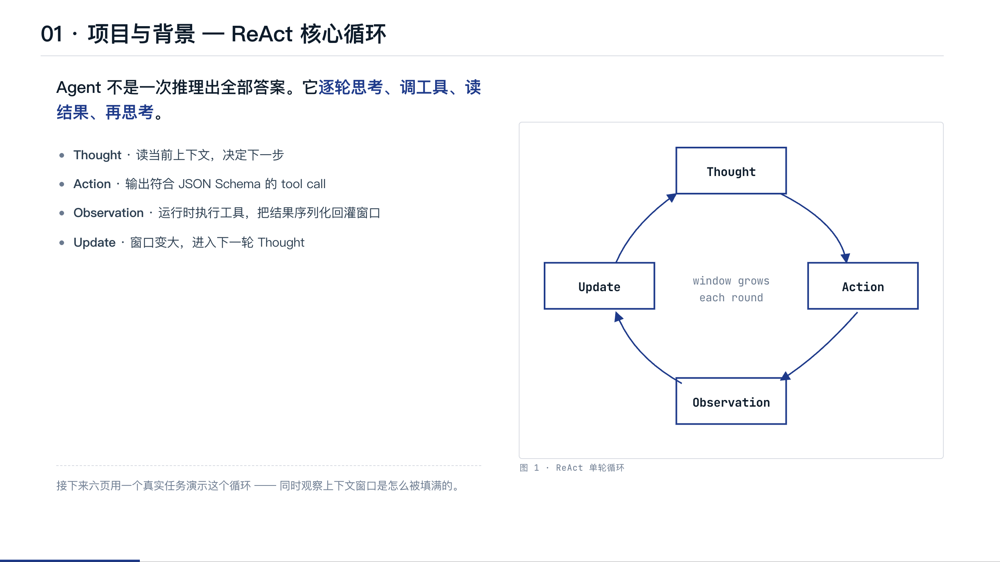 01 · 项目与背景 — ReAct 核心循环
Agent 不是一次推理出全部答案。它逐轮思考、调工具、读
结果、再思考。
Thought · 读当前上下文，决定下一步
Action · 输出符合 JSON Schema 的 tool call
Observation · 运行时执行工具，把结果序列化回灌窗口
Update · 窗口变大，进入下一轮 Thought
接下来六页用一个真实任务演示这个循环 —— 同时观察上下文窗口是怎么被填满的。
Thought
Update
window grows
each round
Action
Observation
图 1 · ReAct 单轮循环